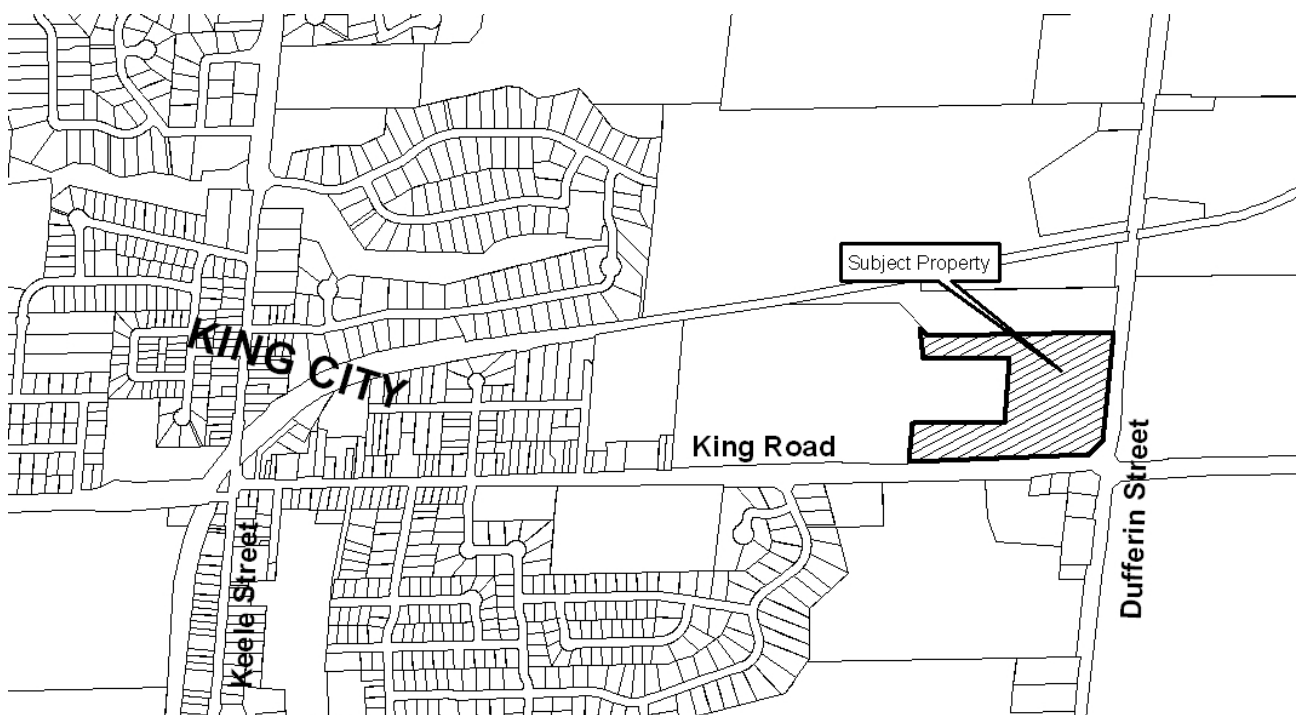 Subject Property
KING CITY
King Road
Keele Street
Dufferin Street